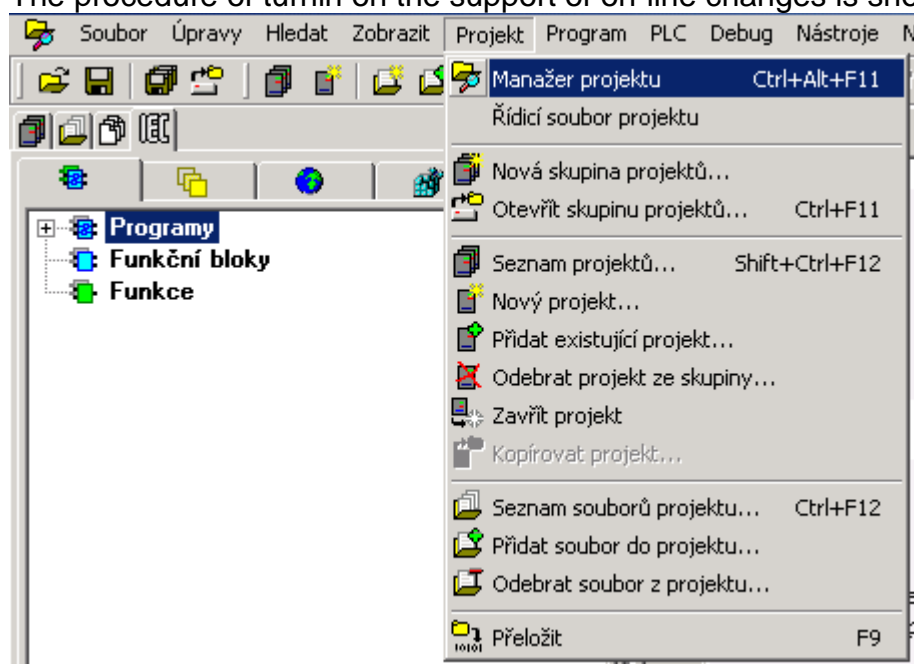 The procedure of turnin on the support of on-line changes is
Soubor Úpravy Hledat Zobrazit Projekt Program PLC Debug Nástroje
Manažer projektu Ctrl+Alt+F11
Řídicí soubor projektu
Nová skupina projektů...
Otevřít skupinu projektů... Ctrl+F11
Seznam projektů... Shift+Ctrl+F12
Nový projekt...
Přidat existující projekt...
Odebrat projekt ze skupiny...
Zavřít projekt
Kopírovat projekt...
Seznam souborů projektu... Ctrl+F12
Přidat soubor do projektu...
Odebrat soubor z projektu...
Přeložit F9
Programy
Funkční bloky
Funkce